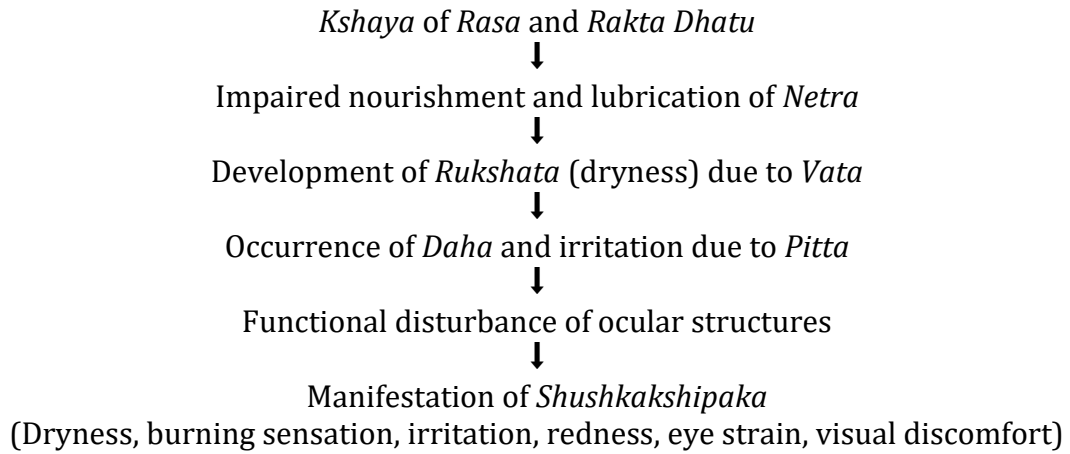 Kshaya of Rasa and Rakta Dhatu
Impaired nourishment and lubrication of Netra
Development of Rukshata (dryness) due to Vata
Occurrence of Daha and irritation due to Pitta
Functional disturbance of ocular structures
Manifestation of Shushkakshipaka
(Dryness, burning sensation, irritation, redness, eye strain, visual discomfort)